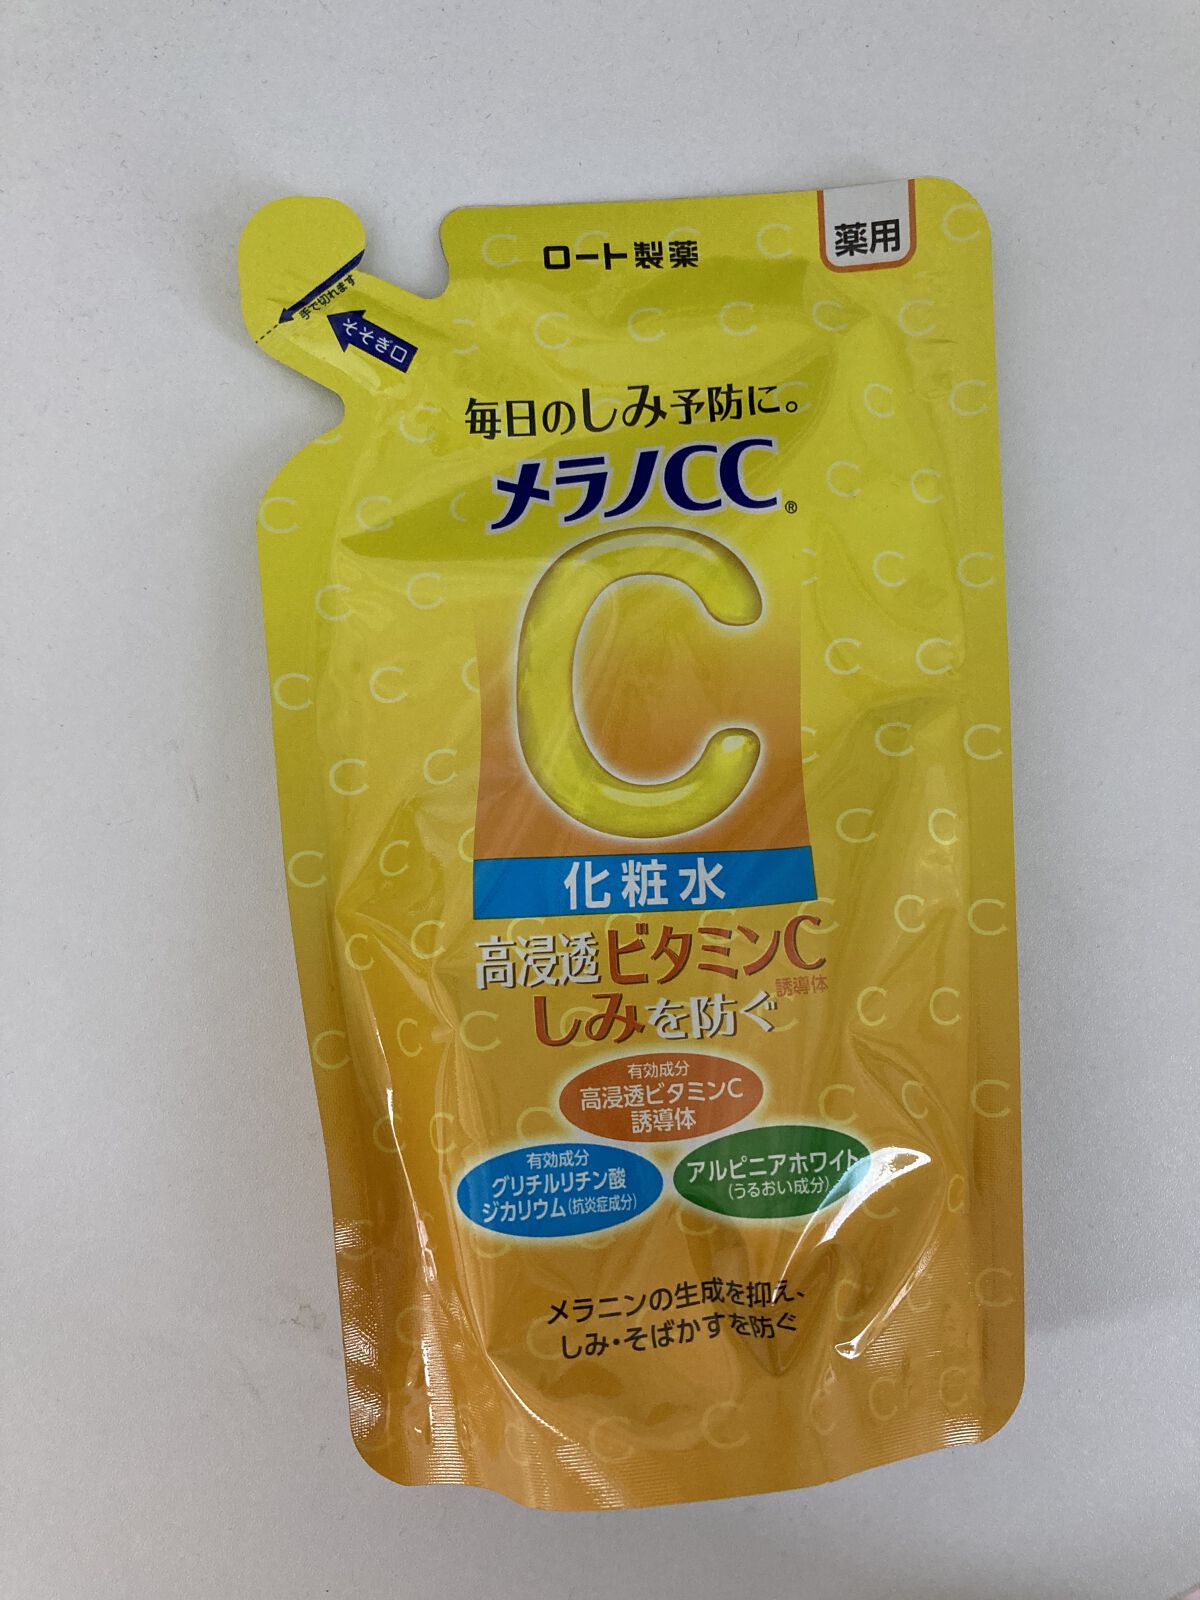 ロート製薬
薬用
手で切れます
そそぎ口
毎日のしみ予防に。
メラノCC®
C
化粧水
高浸透ビタミンC
誘導体
しみを防ぐ
有効成分
高浸透ビタミンC
誘導体
有効成分
グリチルリチン酸
ジカリウム(抗炎症成分)
アルピニアホワイト
(うるおい成分)
メラニンの生成を抑え、
しみ・そばかすを防ぐ